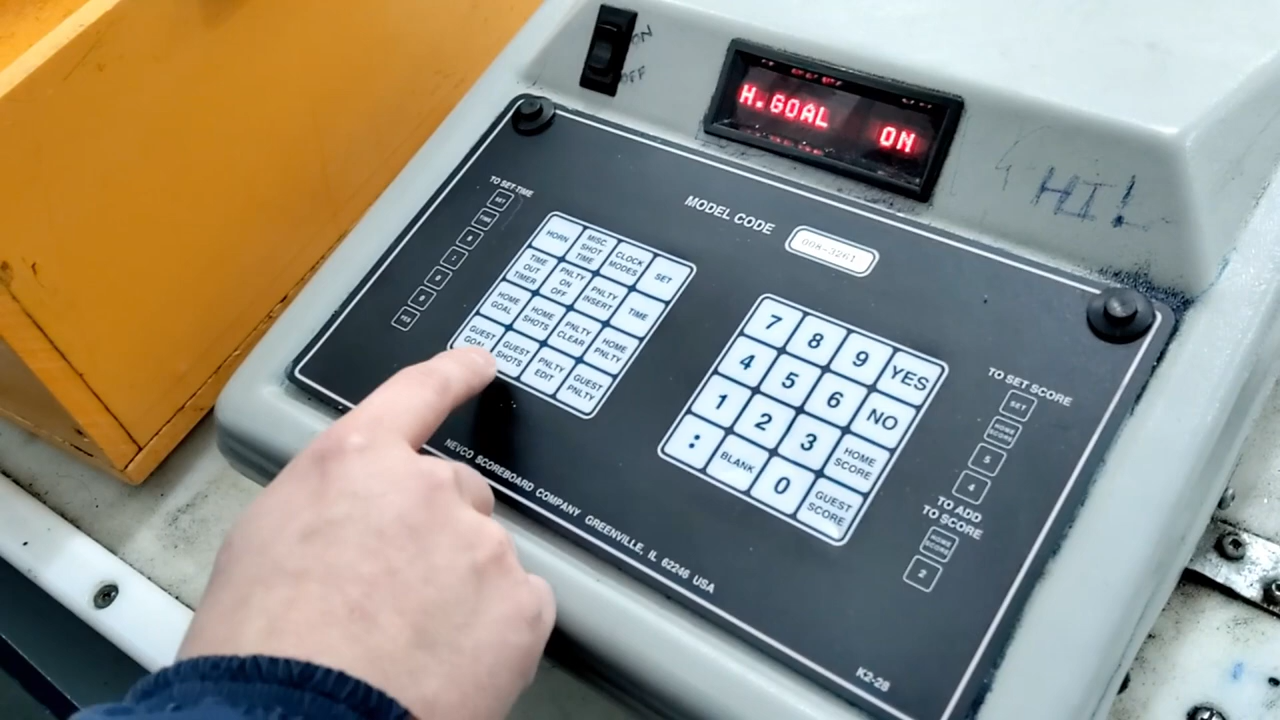 ON
OFF
H.GOAL ON
HI!
TO SET TIME
SET
MODEL CODE 00K-3261
HORN
MISC.
SHOT
TIME
CLOCK
MODES
SET
TIME
OUT
TIMER
PNLTY
ON
OFF
PNLTY
INSERT
TIME
HOME
GOAL
HOME
SHOTS
PNLTY
CLEAR
HOME
PNLTY
GUEST
GOAL
GUEST
SHOTS
PNLTY
EDIT
GUEST
PNLTY
YES
7 8 9 YES
4 5 6 NO
1 2 3 HOME
SCORE
: BLANK 0 GUEST
SCORE
TO SET SCORE
SET
HOME
SCORE
5
4
TO ADD
TO SCORE
HOME
SCORE
2
NEVCO SCOREBOARD COMPANY GREENVILLE, IL 62246 USA
K2-28